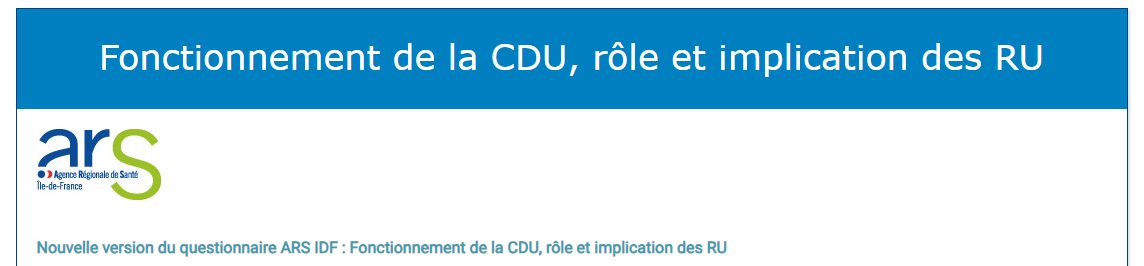 Fonctionnement de la CDU, rôle et implication des RU
ars
Agence Régionale de Santé
Île-de-France
Nouvelle version du questionnaire ARS IDF : Fonctionnement de la CDU, rôle et implication des RU